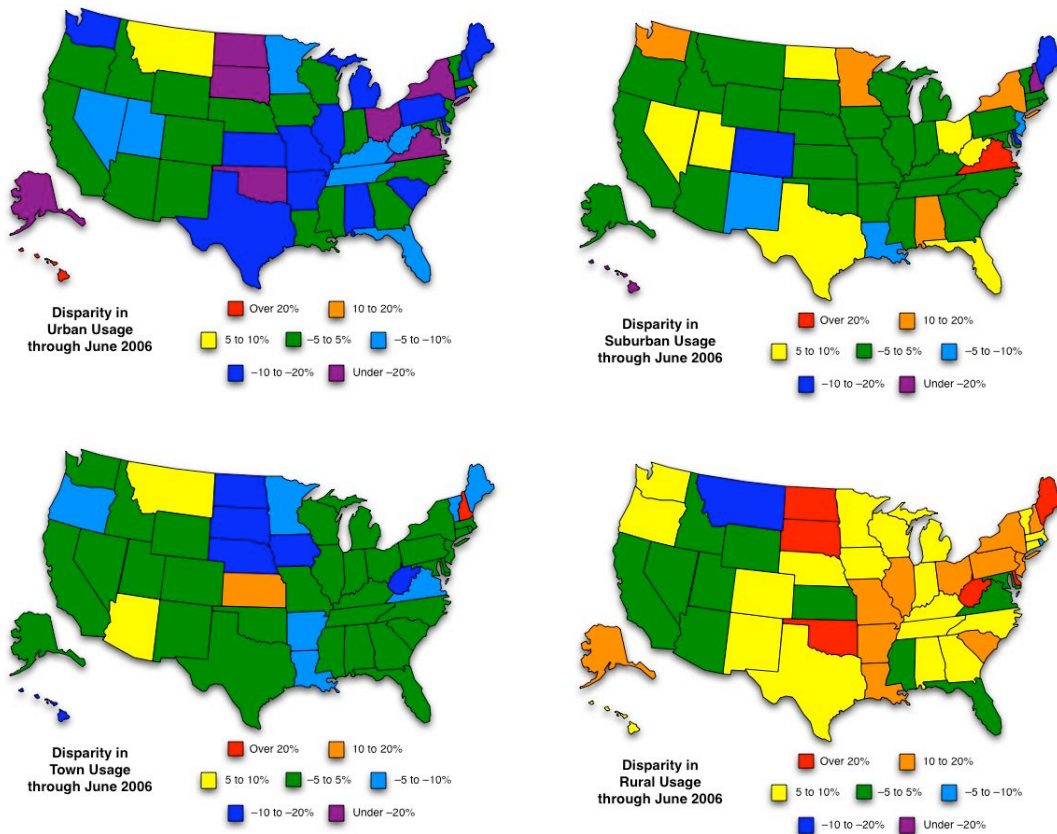 Disparity in
Urban Usage
through June 2006
Over 20%
10 to 20%
5 to 10%
–5 to 5%
–5 to –10%
–10 to –20%
Under –20%
Disparity in
Suburban Usage
through June 2006
Over 20%
10 to 20%
5 to 10%
–5 to 5%
–5 to –10%
–10 to –20%
Under –20%
Disparity in
Town Usage
through June 2006
Over 20%
10 to 20%
5 to 10%
–5 to 5%
–5 to –10%
–10 to –20%
Under –20%
Disparity in
Rural Usage
through June 2006
Over 20%
10 to 20%
5 to 10%
–5 to 5%
–5 to –10%
–10 to –20%
Under –20%